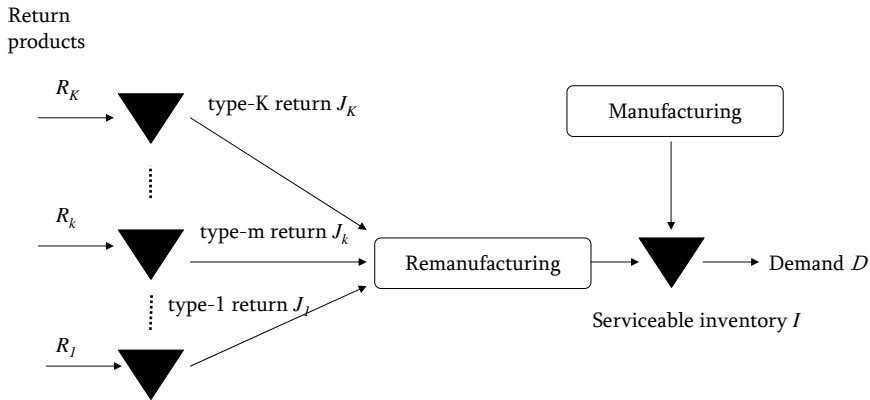 Return
products
R_K
type-K return J_K
Manufacturing
R_k
type-m return J_k
Remanufacturing
Demand D
type-1 return J_1
Serviceable inventory I
R_1